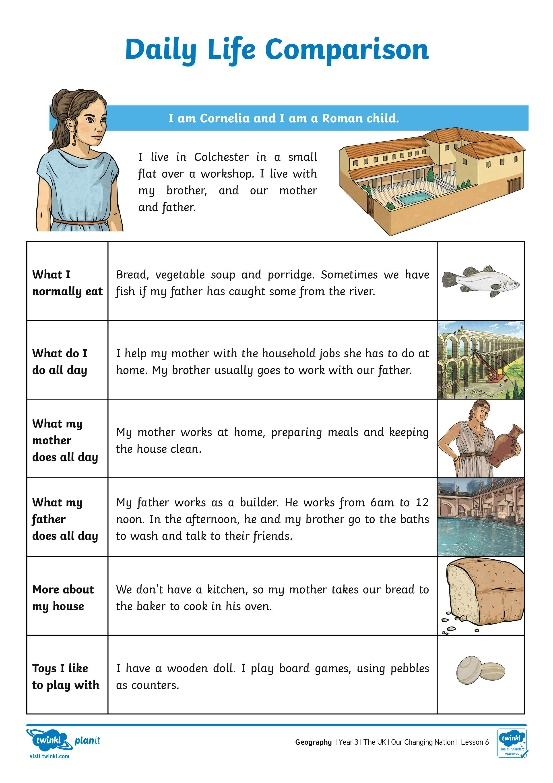 Daily Life Comparison
I am Cornelia and I am a Roman child.
I live in Colchester in a small
flat over a workshop. I live with
my brother, and our mother
and father.
What I
normally eat
Bread, vegetable soup and porridge. Sometimes we have
fish if my father has caught some from the river.
What do I
do all day
I help my mother with the household jobs she has to do at
home. My brother usually goes to work with our father.
What my
mother
does all day
My mother works at home, preparing meals and keeping
the house clean.
What my
father
does all day
My father works as a builder. He works from 6am to 12
noon. In the afternoon, he and my brother go to the baths
to wash and talk to their friends.
More about
my house
We don't have a kitchen, so my mother takes our bread to
the baker to cook in his oven.
Toys I like
to play with
I have a wooden doll. I play board games, using pebbles
as counters.
twinkl planit
visit twinkl.com
Geography | Year 3 | The UK | Our Changing Nation | Lesson 6
twinkl